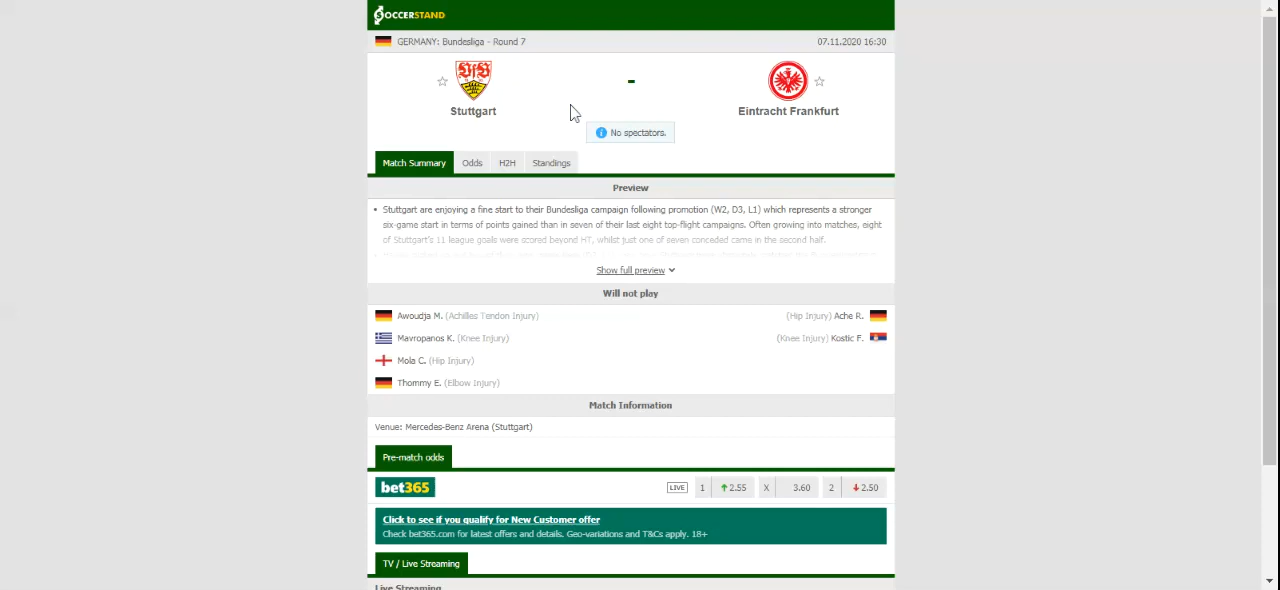 SOCCERSTAND
GERMANY: Bundesliga - Round 7 07.11.2020 16:30
-
Stuttgart Eintracht Frankfurt
No spectators.
Match Summary Odds H2H Standings
Preview
• Stuttgart are enjoying a fine start to their Bundesliga campaign following promotion (W2, D3, L1) which represents a stronger
six-game start in terms of points gained than in seven of their last eight top-flight campaigns. Often growing into matches, eight
of Stuttgart's 11 league goals were scored beyond HT, whilst just one of seven conceded came in the second half.
Show full preview
Will not play
Awoudja M. (Achilles Tendon Injury) (Hip Injury) Ache R.
Mavropanos K. (Knee Injury) (Knee Injury) Kostic F.
Mola C. (Hip Injury)
Thommy E. (Elbow Injury)
Match Information
Venue: Mercedes-Benz Arena (Stuttgart)
Pre-match odds
bet365 LIVE 1 2.55 X 3.60 2 2.50
Click to see if you qualify for New Customer offer
Check bet365.com for latest offers and details. Geo-variations and T&Cs apply. 18+
TV / Live Streaming
Live Streaming